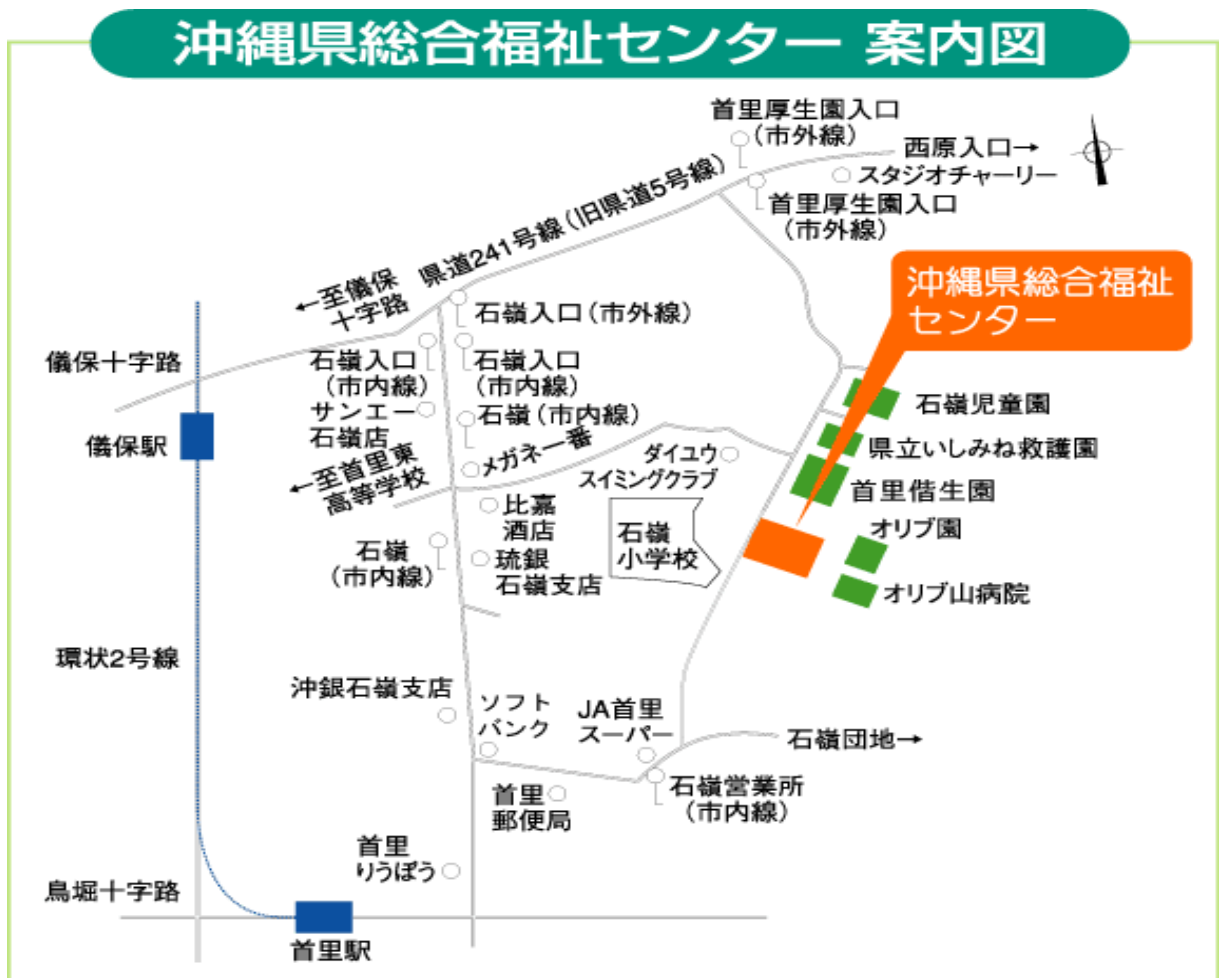 沖縄県総合福祉センター 案内図
首里厚生園入口
(市外線)
西原入口→
スタジオチャーリー
首里厚生園入口
(市外線)
県道241号線(旧県道5号線)
←至儀保
十字路
沖縄県総合福祉
センター
石嶺入口(市外線)
儀保十字路
石嶺入口
(市内線)
石嶺入口
(市内線)
サンエー
石嶺店
石嶺(市内線)
石嶺児童園
儀保駅
メガネ一番
ダイユウ
スイミングクラブ
県立いしみね救護園
←至首里東
高等学校
首里偕生園
比嘉
酒店
石嶺
小学校
オリブ園
石嶺
(市内線)
琉銀
石嶺支店
オリブ山病院
環状2号線
沖銀石嶺支店
ソフト
バンク
JA首里
スーパー
石嶺団地→
首里
郵便局
石嶺営業所
(市内線)
首里
りうぼう
鳥堀十字路
首里駅